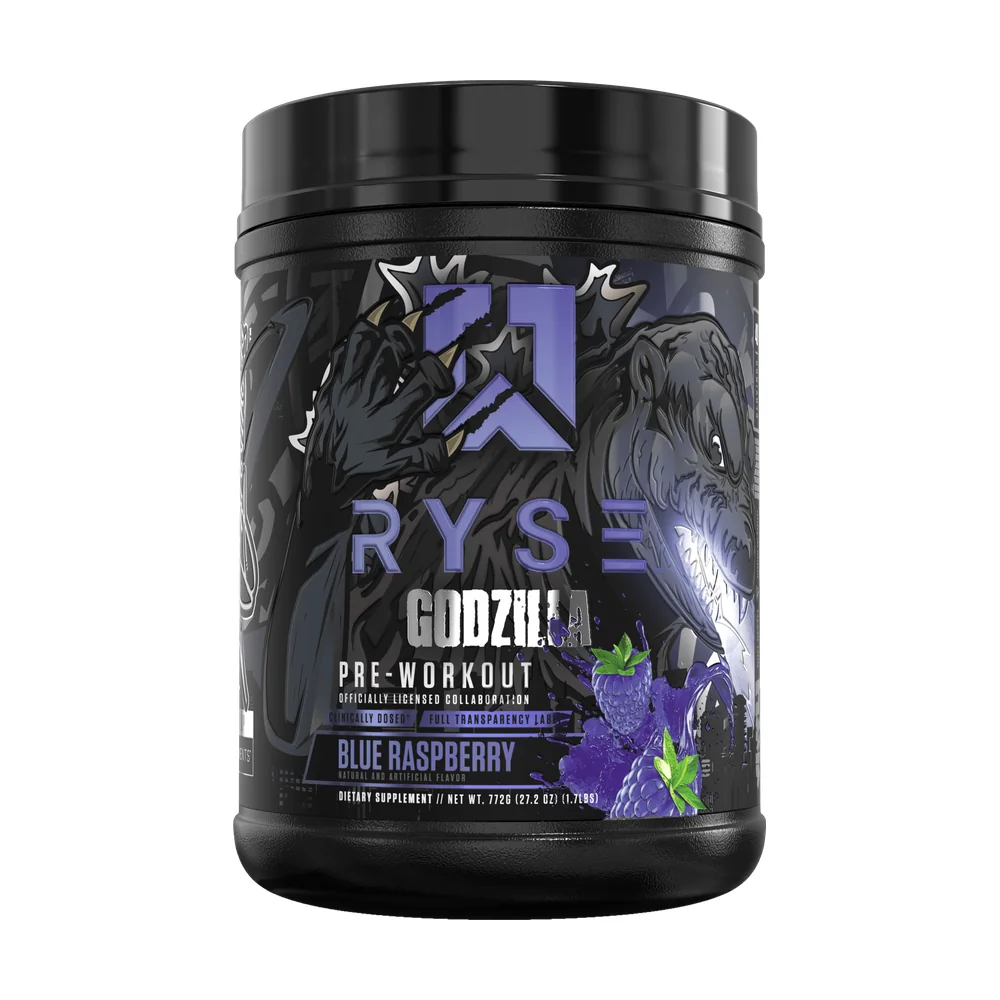 RYSE
GODZILLA
PRE-WORKOUT
OFFICIALLY LICENSED COLLABORATION
CLINICALLY DOSED* FULL TRANSPARENCY LABEL
BLUE RASPBERRY
NATURAL AND ARTIFICIAL FLAVOR
DIETARY SUPPLEMENT // NET WT. 772G (27.2 OZ) (1.7LBS)